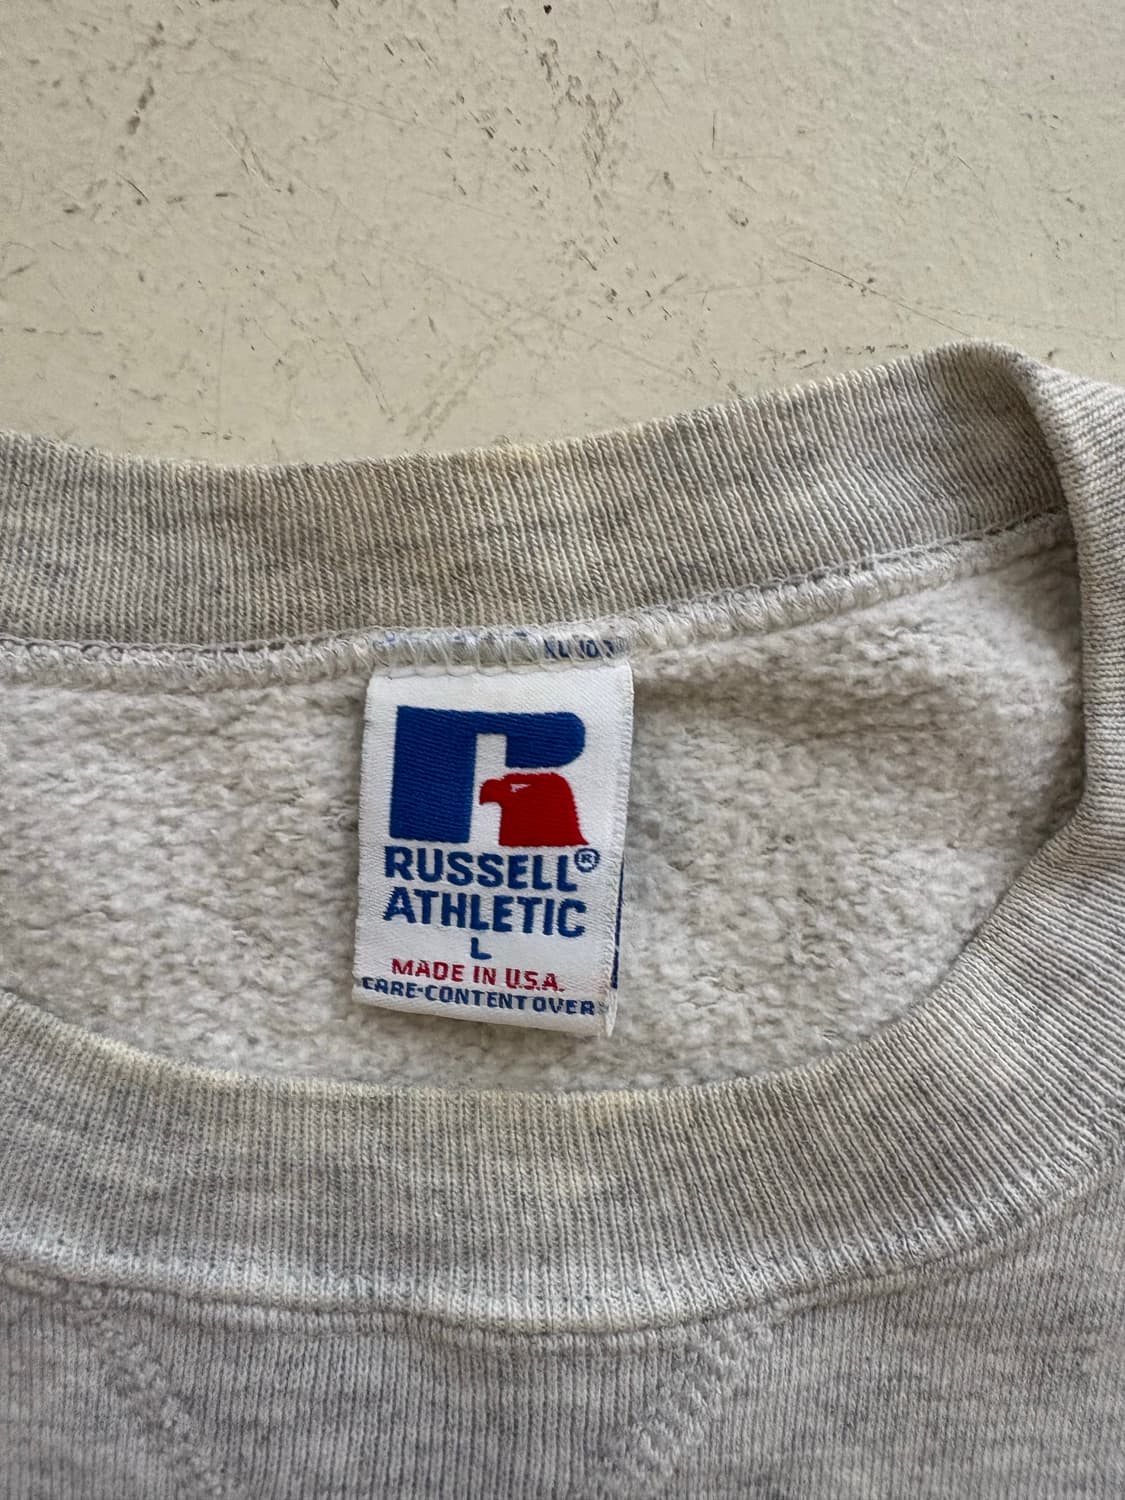 RUSSELL®
ATHLETIC
L
MADE IN U.S.A.
CARE-CONTENT OVER